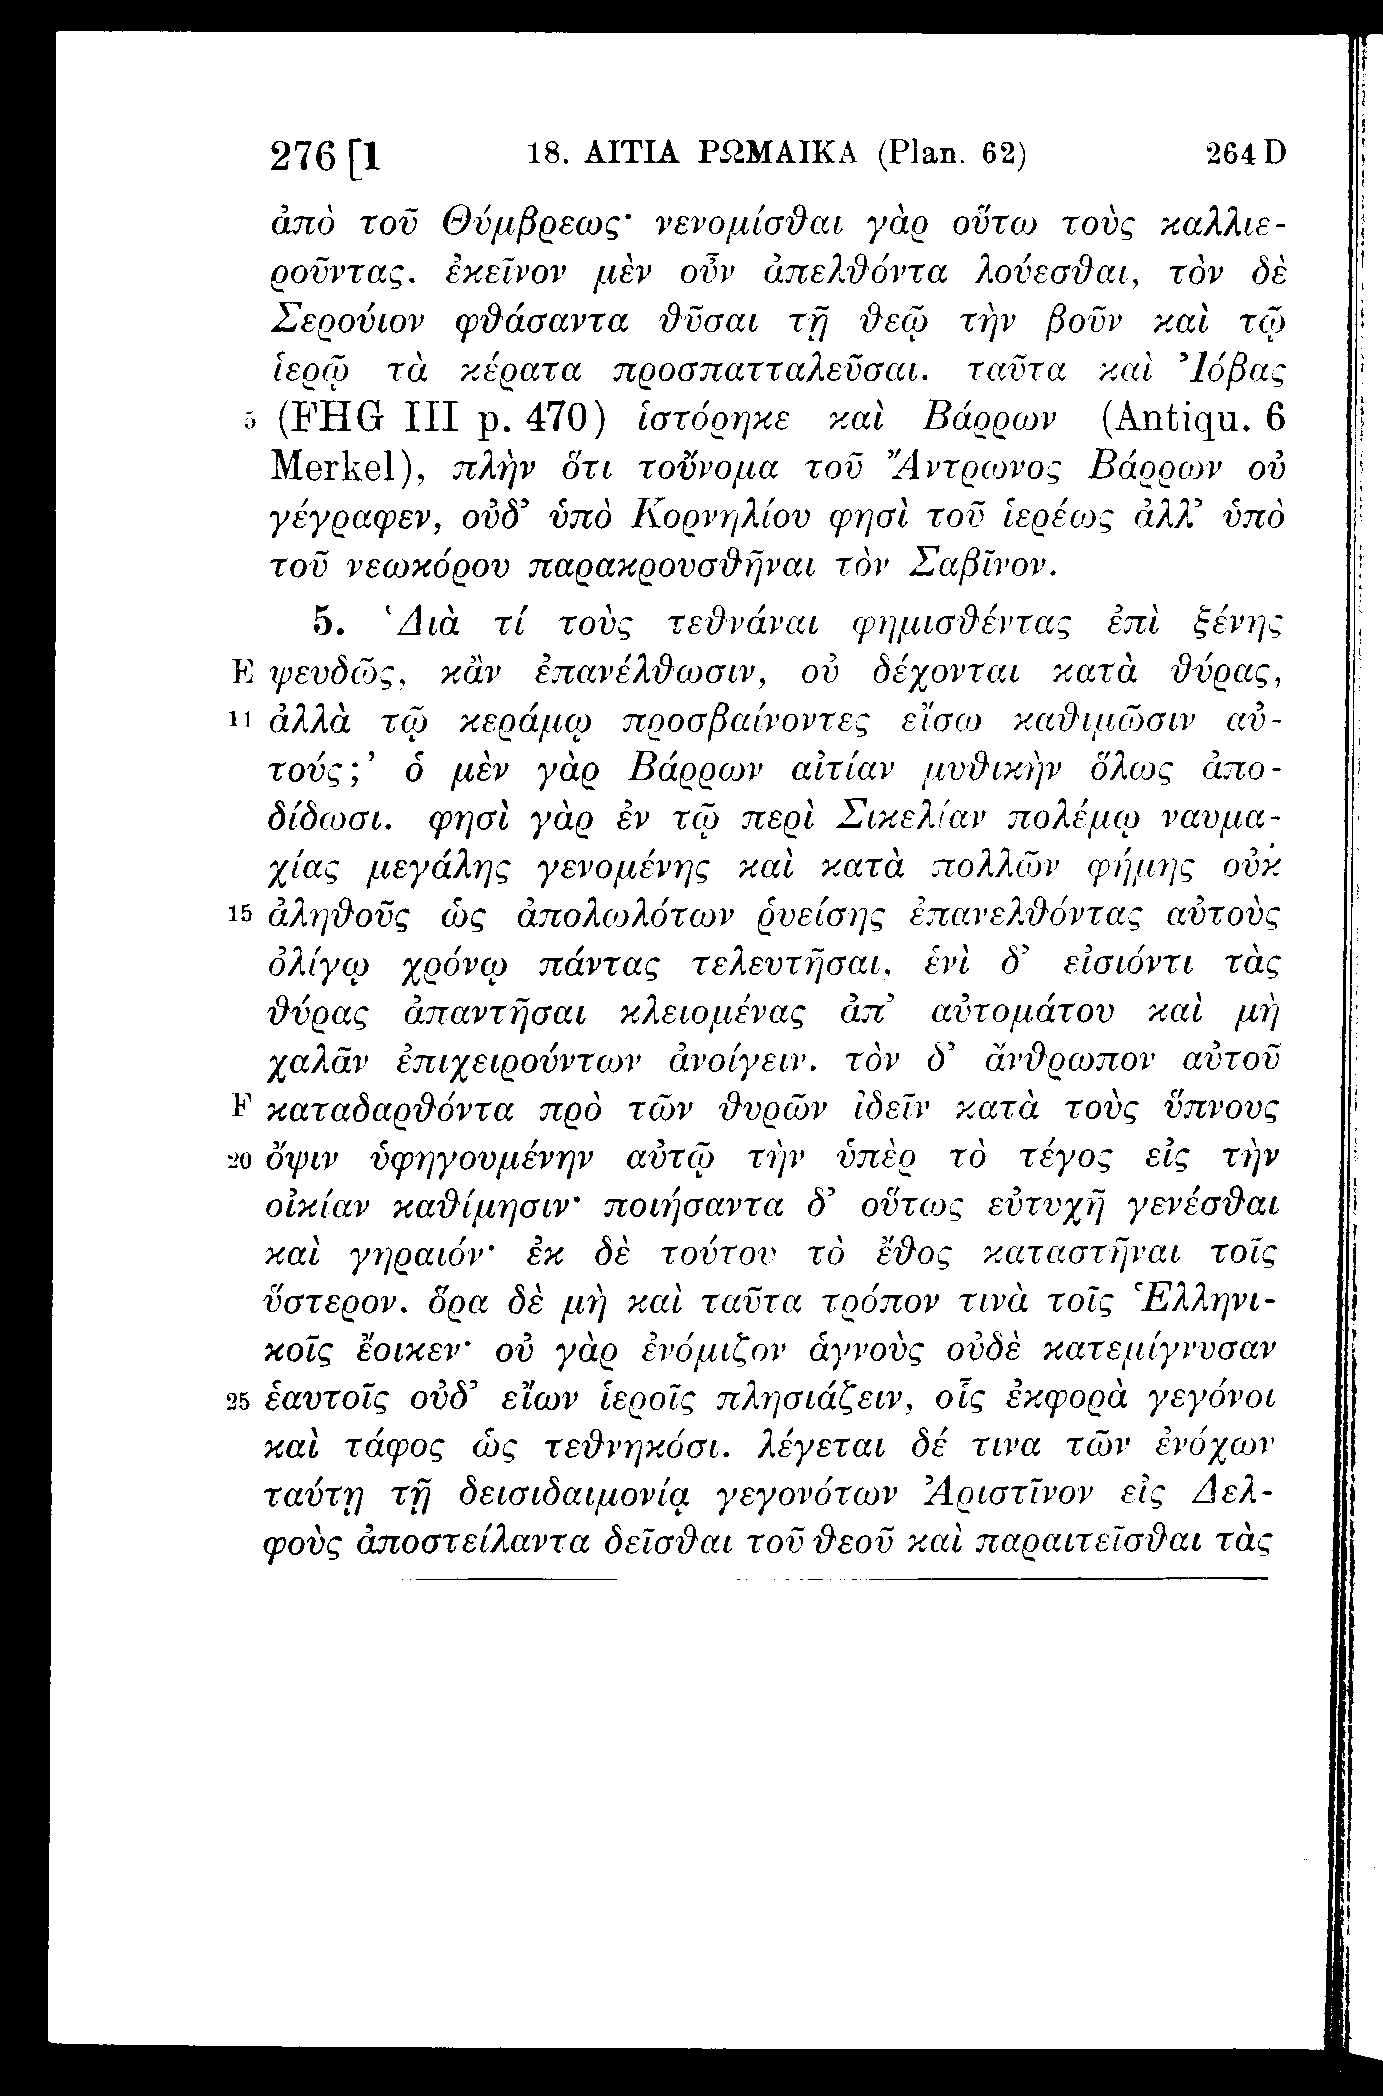 276 [1 18. ΑΙΤΙΑ ΡΩΜΑΙΚΑ (Plan. 62) 264 D
ἀπὸ τοῦ Θύμβρεως· νενομίσθαι γὰρ οὕτω τοὺς καλλιε-
ροῦντας. ἐκεῖνον μὲν οὖν ἀπελθόντα λούεσθαι, τὸν δὲ
Σερούιον φθάσαντα θῦσαι τῇ θεῷ τὴν βοῦν καὶ τῷ
ἱερῷ τὰ κέρατα προσπατταλεῦσαι. ταῦτα καὶ Ἰόβας
5 (FHG III p. 470) ἱστόρηκε καὶ Βάρρων (Antiqu. 6
Merkel), πλὴν ὅτι τοὔνομα τοῦ Ἄντρωνος Βάρρων οὐ
γέγραφεν, οὐδ’ ὑπὸ Κορνηλίου φησὶ τοῦ ἱερέως ἀλλ’ ὑπὸ
τοῦ νεωκόρου παρακρουσθῆναι τὸν Σαβῖνον.
5. ‘Διὰ τί τοὺς τεθνάναι φημισθέντας ἐπὶ ξένης
E ψευδῶς, κἂν ἐπανέλθωσιν, οὐ δέχονται κατὰ θύρας,
11 ἀλλὰ τῷ κεράμῳ προσβαίνοντες εἴσω καθιμῶσιν αὐ-
τούς;’ ὁ μὲν γὰρ Βάρρων αἰτίαν μυθικὴν ὅλως ἀπο-
δίδωσι. φησὶ γὰρ ἐν τῷ περὶ Σικελίαν πολέμῳ ναυμα-
χίας μεγάλης γενομένης καὶ κατὰ πολλῶν φήμης οὐκ
15 ἀληθοῦς ὡς ἀπολωλότων ῥυείσης ἐπανελθόντας αὐτοὺς
ὀλίγῳ χρόνῳ πάντας τελευτῆσαι, ἑνὶ δ’ εἰσιόντι τὰς
θύρας ἀπαντῆσαι κλειομένας ἀπ’ αὐτομάτου καὶ μὴ
χαλᾶν ἐπιχειρούντων ἀνοίγειν. τὸν δ’ ἄνθρωπον αὐτοῦ
F καταδαρθόντα πρὸ τῶν θυρῶν ἰδεῖν κατὰ τοὺς ὕπνους
20 ὄψιν ὑφηγουμένην αὐτῷ τὴν ὑπὲρ τὸ τέγος εἰς τὴν
οἰκίαν καθίμησιν· ποιήσαντα δ’ οὕτως εὐτυχῆ γενέσθαι
καὶ γηραιόν· ἐκ δὲ τούτου τὸ ἔθος καταστῆναι τοῖς
ὕστερον. ὅρα δὲ μὴ καὶ ταῦτα τρόπον τινὰ τοῖς Ἑλληνι-
κοῖς ἔοικεν· οὐ γὰρ ἐνόμιζον ἁγνοὺς οὐδὲ κατεμίγνυσαν
25 ἑαυτοῖς οὐδ’ εἴων ἱεροῖς πλησιάζειν, οἷς ἐκφορὰ γεγόνοι
καὶ τάφος ὡς τεθνηκόσι. λέγεται δέ τινα τῶν ἐνόχων
ταύτῃ τῇ δεισιδαιμονίᾳ γεγονότων Ἀριστῖνον εἰς Δελ-
φοὺς ἀποστείλαντα δεῖσθαι τοῦ θεοῦ καὶ παραιτεῖσθαι τὰς